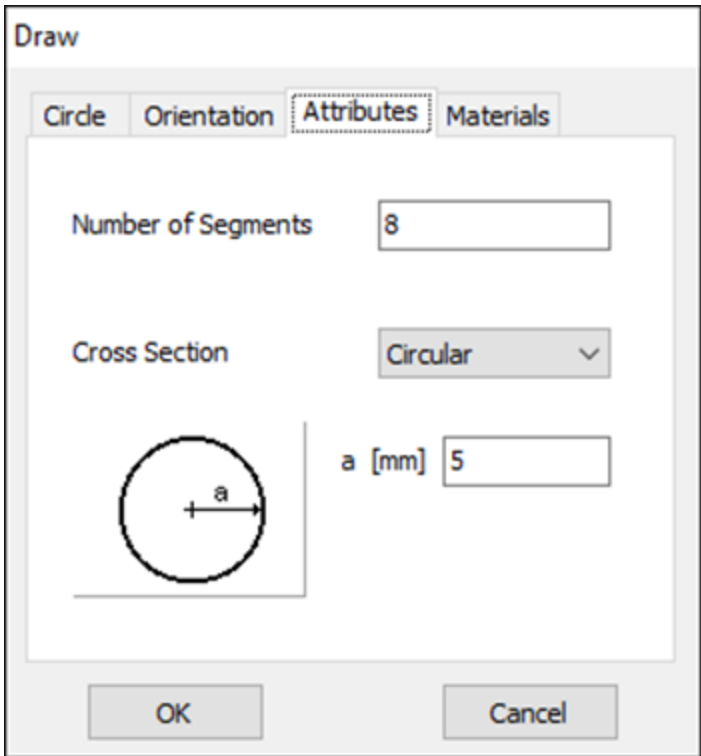 Draw
Circle Orientation Attributes Materials
Number of Segments 8
Cross Section Circular
a [mm] 5
a
OK Cancel